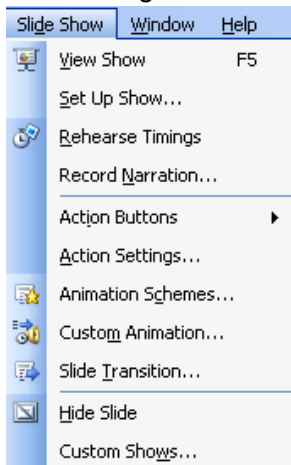 Slide Show Window Help
View Show F5
Set Up Show...
Rehearse Timings
Record Narration...
Action Buttons
Action Settings...
Animation Schemes...
Custom Animation...
Slide Transition...
Hide Slide
Custom Shows...